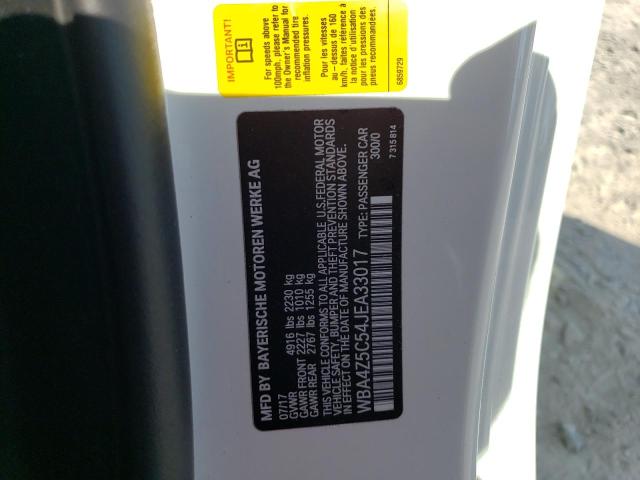 IMPORTANT!
For speeds above
100mph, please refer to
the Owner's Manual for
recommended tire
inflation pressures.
Pour les vitesses
au - dessus de 160
km/h, faites référence à
la notice d'utilisation
pour les pressions des
pneus recommandées.
6859729
MFD BY BAYERISCHE MOTOREN WERKE AG
07/17
GVWR 4916 lbs 2230 kg
GAWR FRONT 2227 lbs 1010 kg
GAWR REAR 2767 lbs 1255 kg
THIS VEHICLE CONFORMS TO ALL APPLICABLE U.S.FEDERAL MOTOR
VEHICLE SAFETY, BUMPER, AND THEFT PREVENTION STANDARDS
IN EFFECT ON THE DATE OF MANUFACTURE SHOWN ABOVE.
WBA4Z5C54JEA33017 TYPE: PASSENGER CAR
300/0
7315814